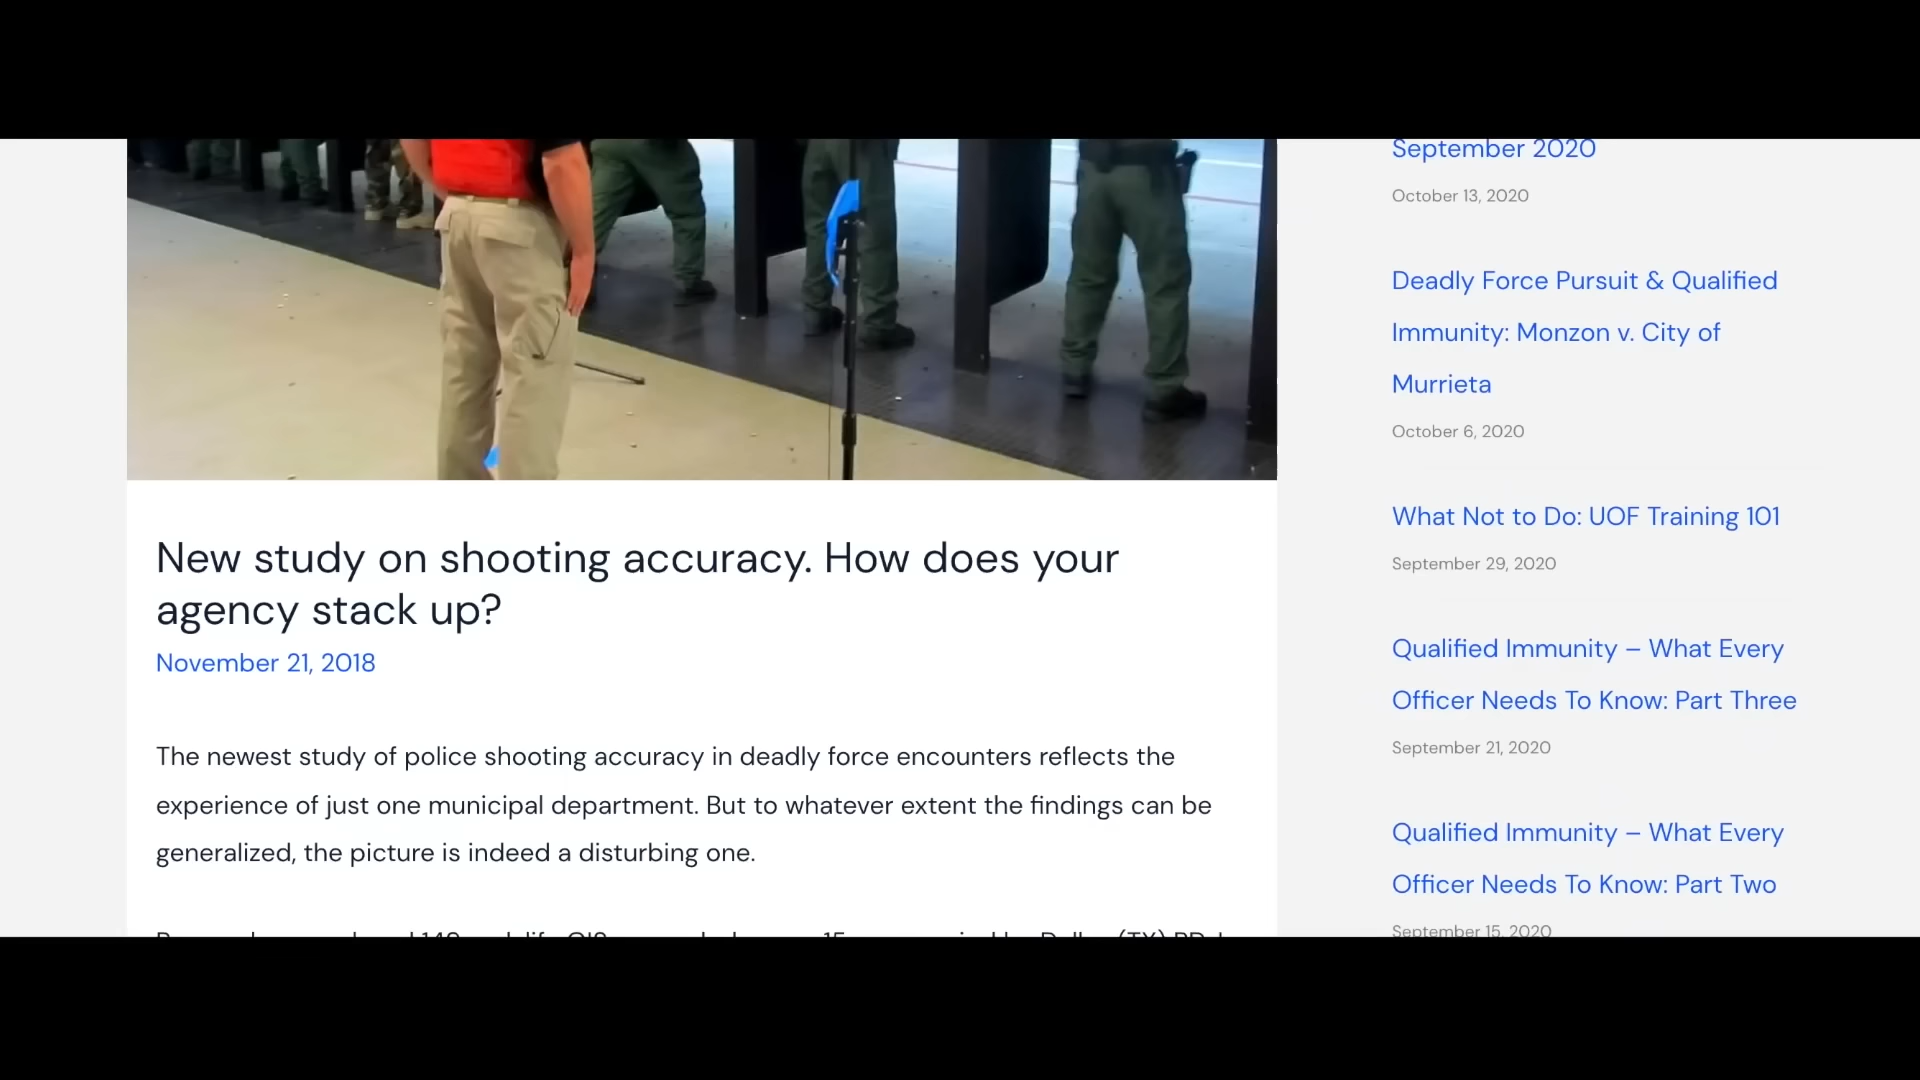 New study on shooting accuracy. How does your
agency stack up?
November 21, 2018
The newest study of police shooting accuracy in deadly force encounters reflects the
experience of just one municipal department. But to whatever extent the findings can be
generalized, the picture is indeed a disturbing one.
September 2020
October 13, 2020
Deadly Force Pursuit & Qualified
Immunity: Monzon v. City of
Murrieta
October 6, 2020
What Not to Do: UOF Training 101
September 29, 2020
Qualified Immunity – What Every
Officer Needs To Know: Part Three
September 21, 2020
Qualified Immunity – What Every
Officer Needs To Know: Part Two
September 15, 2020